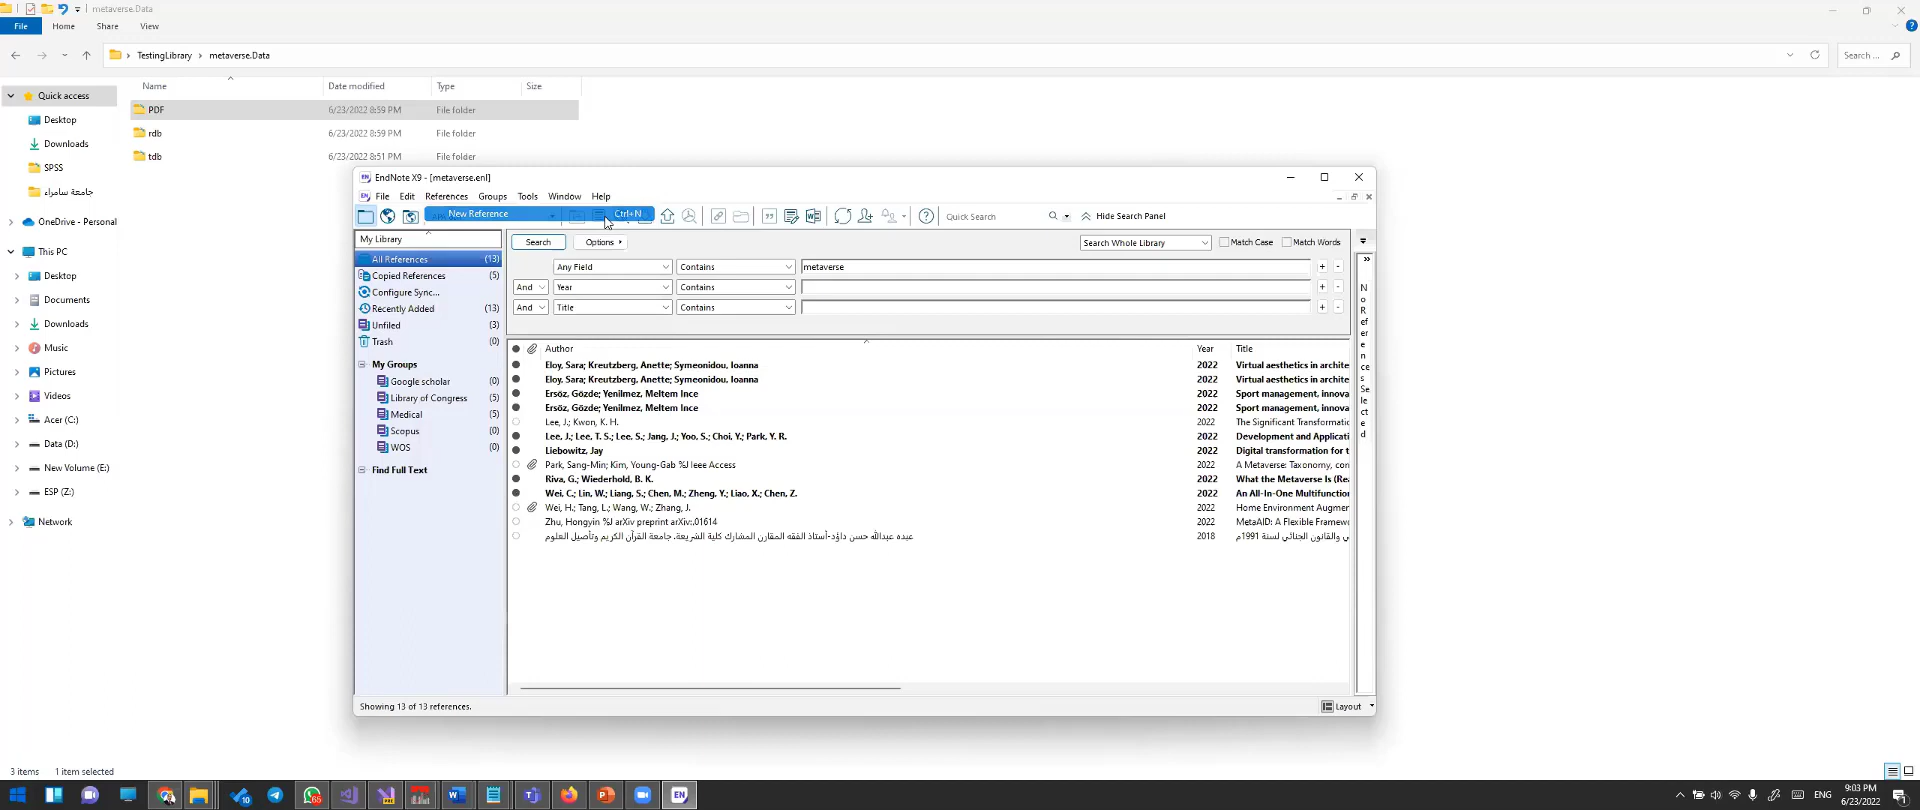 metaverse.Data
File
Home
Share
View
TestingLibrary
metaverse.Data
Search ...
Name
Date modified
Type
Size
PDF
6/23/2022 8:59 PM
File folder
rdb
6/23/2022 8:59 PM
File folder
tdb
6/23/2022 8:51 PM
File folder
Quick access
Desktop
Downloads
SPSS
جامعة سامراء
OneDrive - Personal
This PC
Desktop
Documents
Downloads
Music
Pictures
Videos
Acer (C:)
Data (D:)
New Volume (E:)
ESP (Z:)
Network
EndNote X9 - [metaverse.enl]
File
Edit
References
Groups
Tools
Window
Help
New Reference
Ctrl+N
Quick Search
Hide Search Panel
My Library
All References
(13)
Copied References
(5)
Configure Sync...
Recently Added
(13)
Unfiled
(3)
Trash
(0)
My Groups
Google scholar
(0)
Library of Congress
(5)
Medical
(5)
Scopus
(0)
WOS
(0)
Find Full Text
Search
Options
Search Whole Library
Match Case
Match Words
Any Field
Contains
metaverse
And
Year
Contains
And
Title
Contains
Author
Year
Title
Eloy, Sara; Kreutzberg, Anette; Symeonidou, Ioanna
2022
Virtual aesthetics in archite
Eloy, Sara; Kreutzberg, Anette; Symeonidou, Ioanna
2022
Virtual aesthetics in archite
Ersöz, Gözde; Yenilmez, Meltem Ince
2022
Sport management, innova
Ersöz, Gözde; Yenilmez, Meltem Ince
2022
Sport management, innova
Lee, J.; Kwon, K. H.
2022
The Significant Transformatio
Lee, J.; Lee, T. S.; Lee, S.; Jang, J.; Yoo, S.; Choi, Y.; Park, Y. R.
2022
Development and Applicati
Liebowitz, Jay
2022
Digital transformation for t
Park, Sang-Min; Kim, Young-Gab %J Ieee Access
2022
A Metaverse: Taxonomy, con
Riva, G.; Wiederhold, B. K.
2022
What the Metaverse Is (Rea
Wei, C.; Lin, W.; Liang, S.; Chen, M.; Zheng, Y.; Liao, X.; Chen, Z.
2022
An All-In-One Multifunction
Wei, H.; Tang, L.; Wang, W.; Zhang, J.
2022
Home Environment Augmer
Zhu, Hongyin %J arXiv preprint arXiv:.01614
2022
MetaAID: A Flexible Framew
عبده عبدالله حسن داؤد-أستاذ الفقه المقارن المشارك كلية الشريعة، جامعة القرآن الكريم وتأصيل العلوم
2018
ي والقانون الجنائي لسنة 1991م
No References Selected
Showing 13 of 13 references.
Layout
3 items
1 item selected
ENG
9:03 PM
6/23/2022